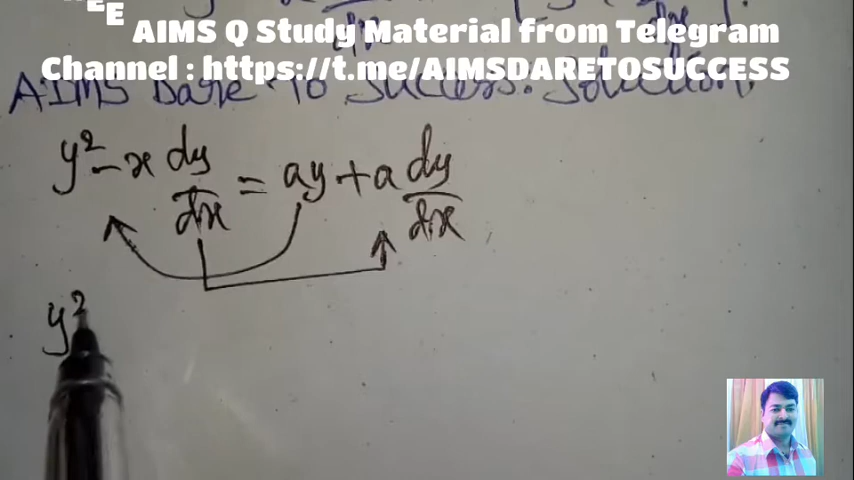 EE
AIMS Q Study Material from Telegram
Channel : https://t.me/AIMSDARETOSUCCESS
AIMS Dare To Success: Solution.
y² - x dy/dx = ay + a dy/dx
y²